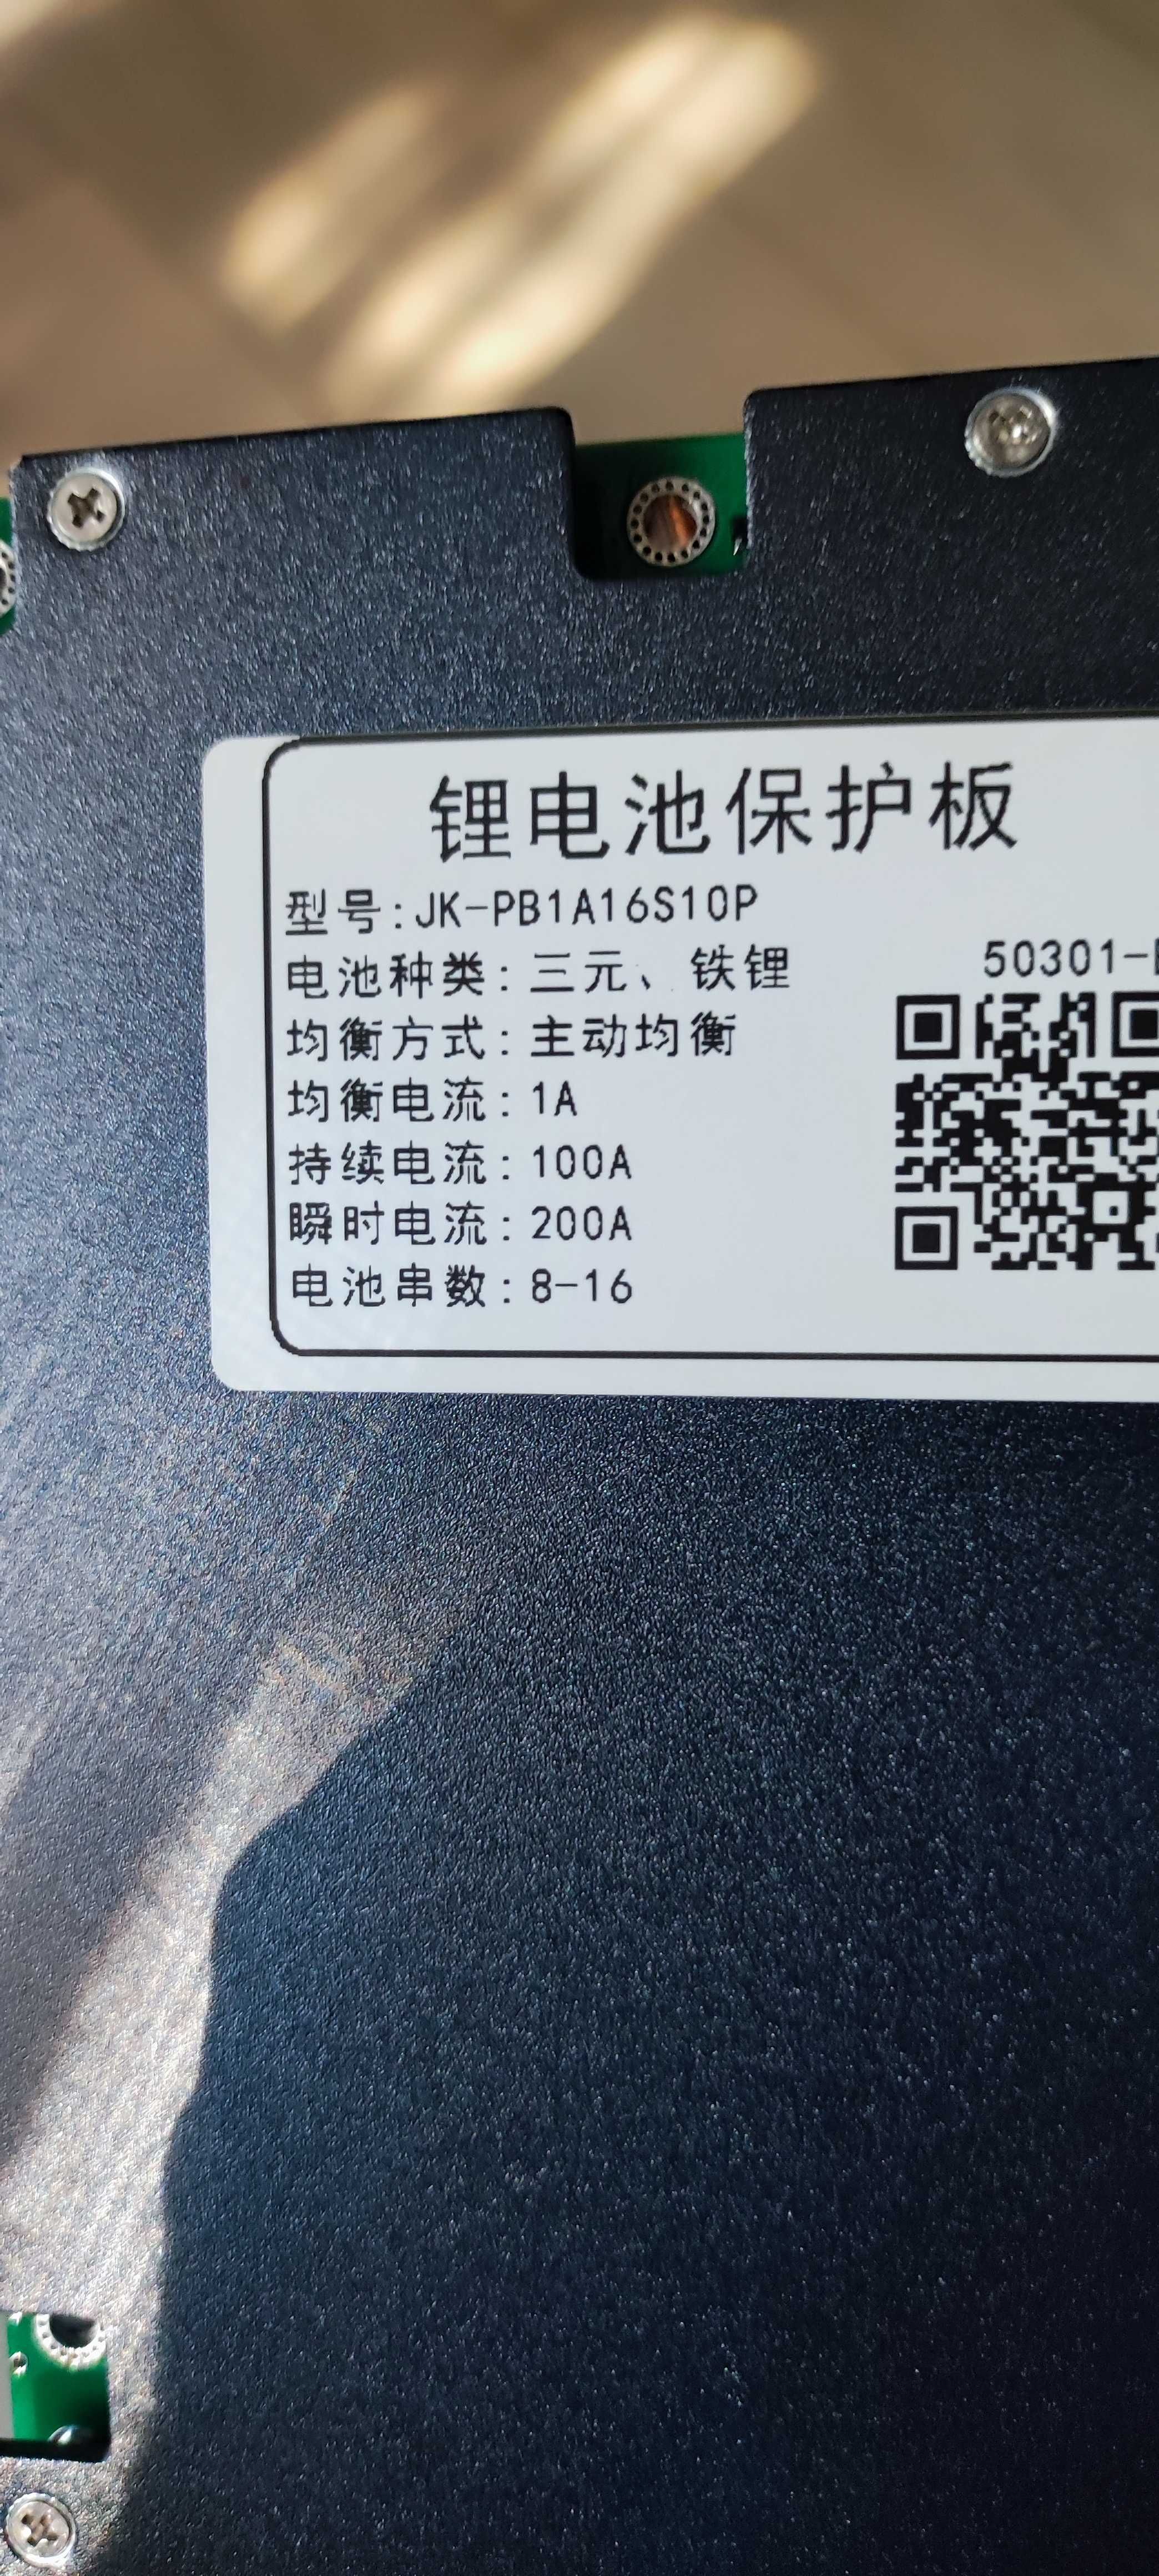 锂电池保护板
型号:JK-PB1A16S10P
电池种类:三元、铁锂
均衡方式:主动均衡
均衡电流:1A
持续电流:100A
瞬时电流:200A
电池串数:8-16
50301-